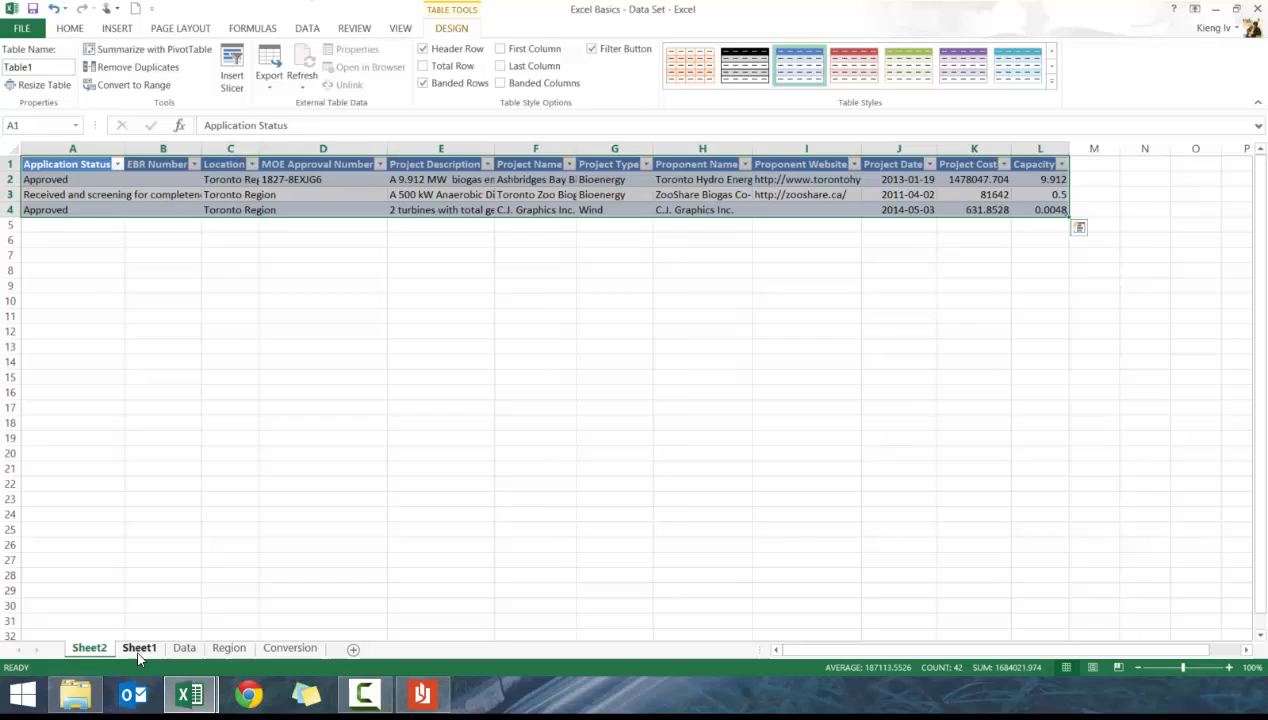 TABLE TOOLS
Excel Basics - Data Set - Excel
?
FILE HOME INSERT PAGE LAYOUT FORMULAS DATA REVIEW VIEW DESIGN
Kieng Iv
Table Name:
Table1
Resize Table
Properties
Summarize with PivotTable
Remove Duplicates
Convert to Range
Tools
Insert
Slicer
Export
Refresh
Properties
Open in Browser
Unlink
External Table Data
Header Row
Total Row
Banded Rows
First Column
Last Column
Banded Columns
Filter Button
Table Style Options
Table Styles
A1
fx
Application Status
A B C D E F G H I J K L M N O P
1 Application Status EBR Number Location MOE Approval Number Project Description Project Name Project Type Proponent Name Proponent Website Project Date Project Cost Capacity
2 Approved Toronto Reg 1827-8EXJG6 A 9.912 MW biogas en Ashbridges Bay B Bioenergy Toronto Hydro Energ http://www.torontohy 2013-01-19 1478047.704 9.912
3 Received and screening for completen Toronto Region A 500 kW Anaerobic Di Toronto Zoo Biog Bioenergy ZooShare Biogas Co- http://zooshare.ca/ 2011-04-02 81642 0.5
4 Approved Toronto Region 2 turbines with total ge C.J. Graphics Inc. Wind C.J. Graphics Inc. 2014-05-03 631.8528 0.0048
5
6
7
8
9
10
11
12
13
14
15
16
17
18
19
20
21
22
23
24
25
26
27
28
29
30
31
32
Sheet2 Sheet1 Data Region Conversion
READY
AVERAGE: 187113.5526 COUNT: 42 SUM: 1684021.974
100%